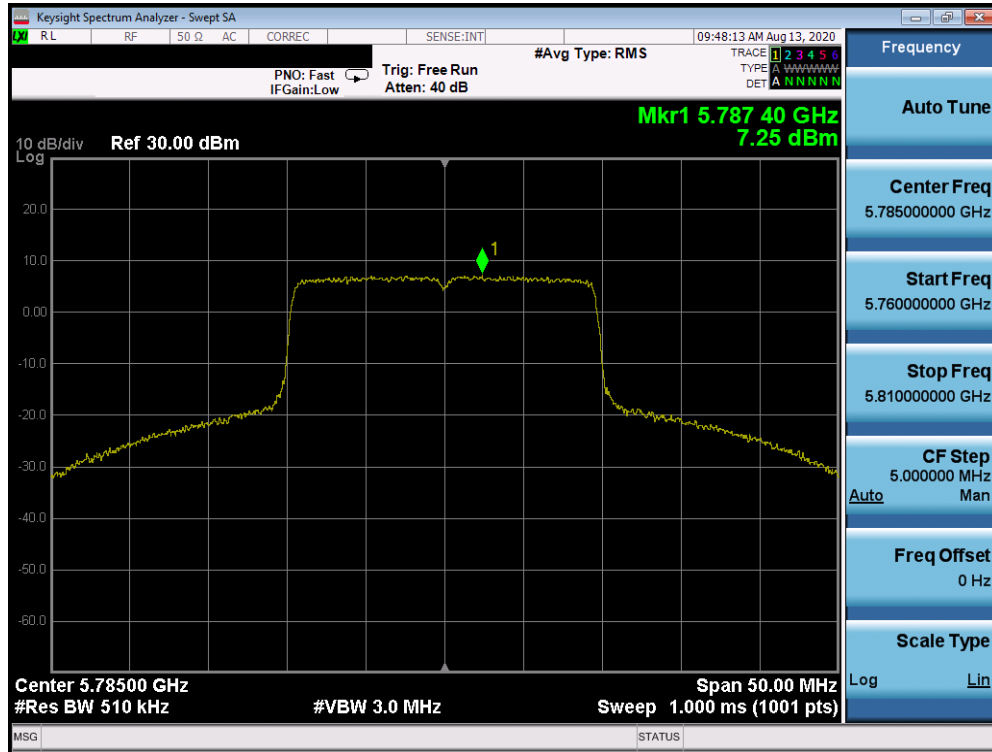 Keysight Spectrum Analyzer - Swept SA
LXI RL RF 50 Ω AC CORREC SENSE:INT 09:48:13 AM Aug 13, 2020
PNO: Fast Trig: Free Run #Avg Type: RMS TRACE 1 2 3 4 5 6
IFGain:Low Atten: 40 dB TYPE A WWWWW
DET A N N N N N
Mkr1 5.787 40 GHz
7.25 dBm
10 dB/div Ref 30.00 dBm
Log
20.0
10.0
1
0.00
-10.0
-20.0
-30.0
-40.0
-50.0
-60.0
Center 5.78500 GHz Span 50.00 MHz
#Res BW 510 kHz #VBW 3.0 MHz Sweep 1.000 ms (1001 pts)
MSG STATUS
Frequency
Auto Tune
Center Freq
5.785000000 GHz
Start Freq
5.760000000 GHz
Stop Freq
5.810000000 GHz
CF Step
5.000000 MHz
Auto Man
Freq Offset
0 Hz
Scale Type
Log Lin